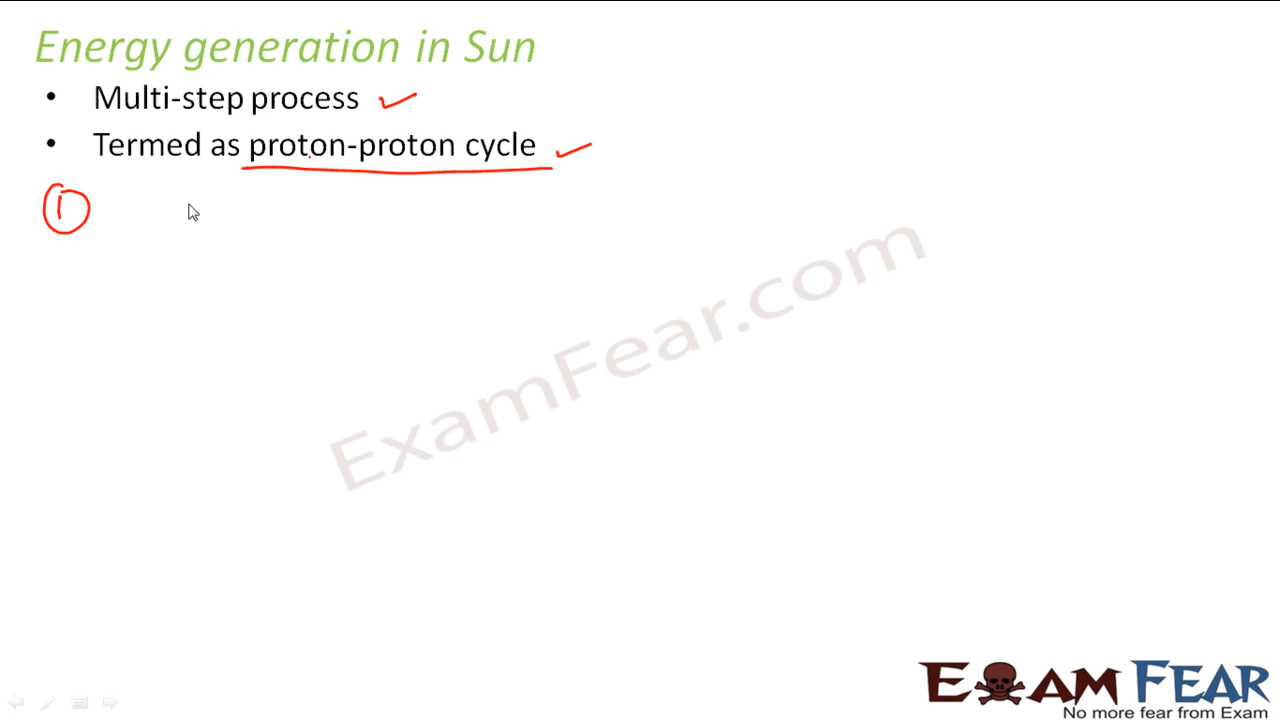 Energy generation in Sun
• Multi-step process
• Termed as proton-proton cycle
1
ExamFear.com
EXAM FEAR
No more fear from Exam